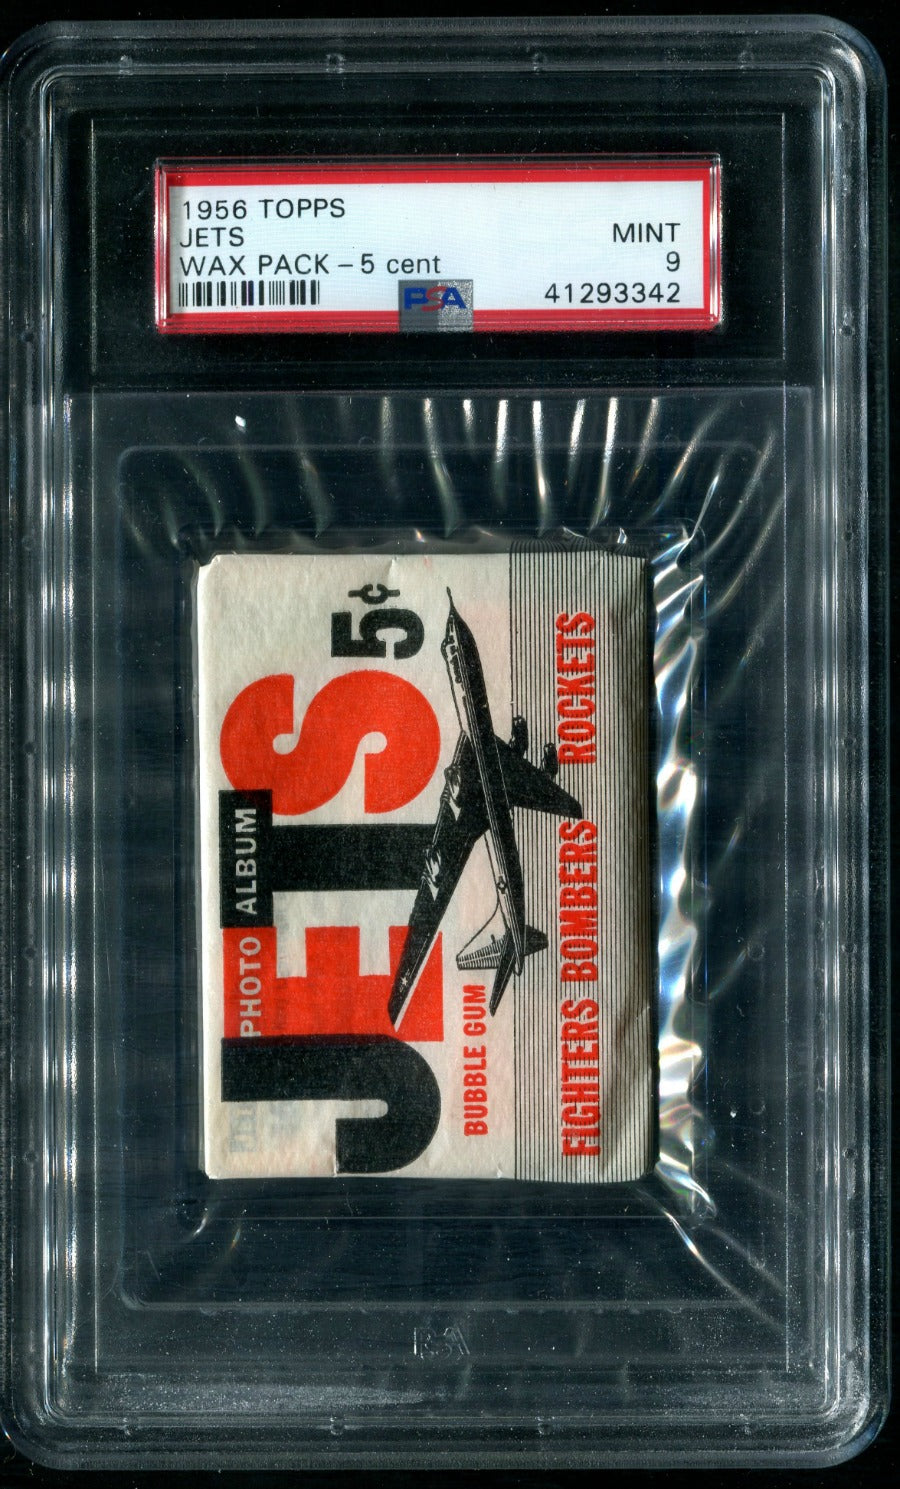 1956 TOPPS
JETS
WAX PACK – 5 cent
MINT
9
41293342
PSA
PHOTO ALBUM
JETS
5¢
BUBBLE GUM
FIGHTERS BOMBERS ROCKETS
PSA